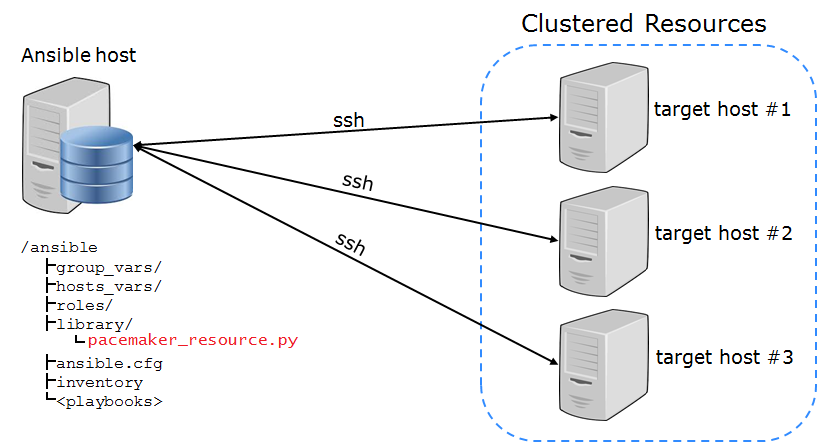 Clustered Resources
Ansible host
ssh
target host #1
ssh
target host #2
ssh
target host #3
/ansible
group_vars/
hosts_vars/
roles/
library/
pacemaker_resource.py
ansible.cfg
inventory
<playbooks>